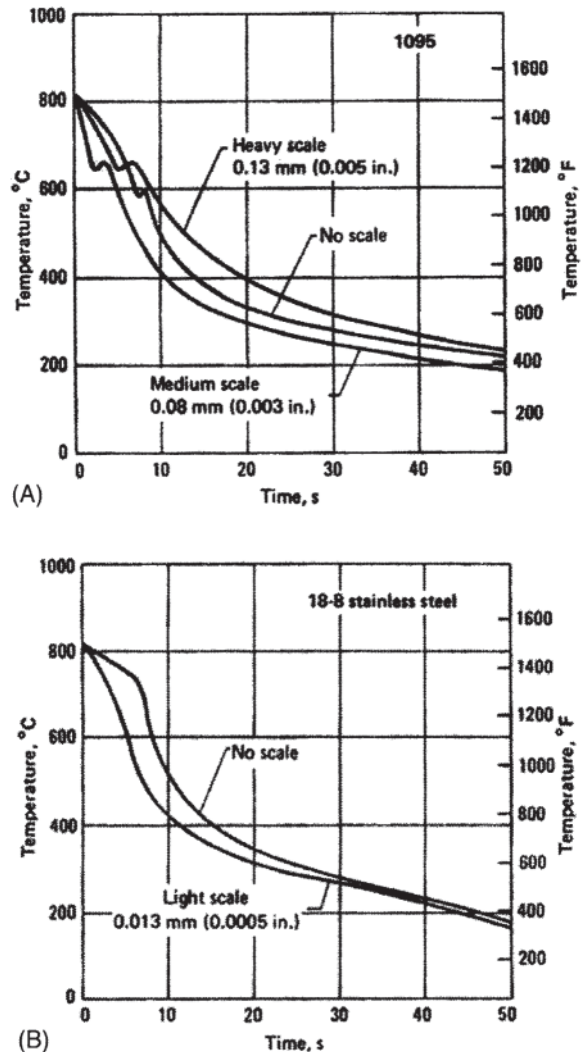 1095
1000
800
600
400
200
0
Temperature, °C
1600
1400
1200
1000
800
600
400
200
Temperature, °F
Heavy scale
0.13 mm (0.005 in.)
No scale
Medium scale
0.08 mm (0.003 in.)
0 10 20 30 40 50
Time, s
(A)
18-8 stainless steel
1000
800
600
400
200
0
Temperature, °C
1600
1400
1200
1000
800
600
400
200
Temperature, °F
No scale
Light scale
0.013 mm (0.0005 in.)
0 10 20 30 40 50
Time, s
(B)